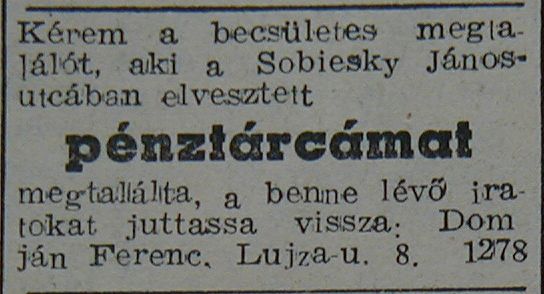 Kérem a becsületes megta-
lálót, aki a Sobiesky János-
utcában elvesztett
pénztárcámat
megtallálta, a benne lévő ira-
tokat juttassa vissza: Dom
ján Ferenc, Lujza-u. 8. 1278